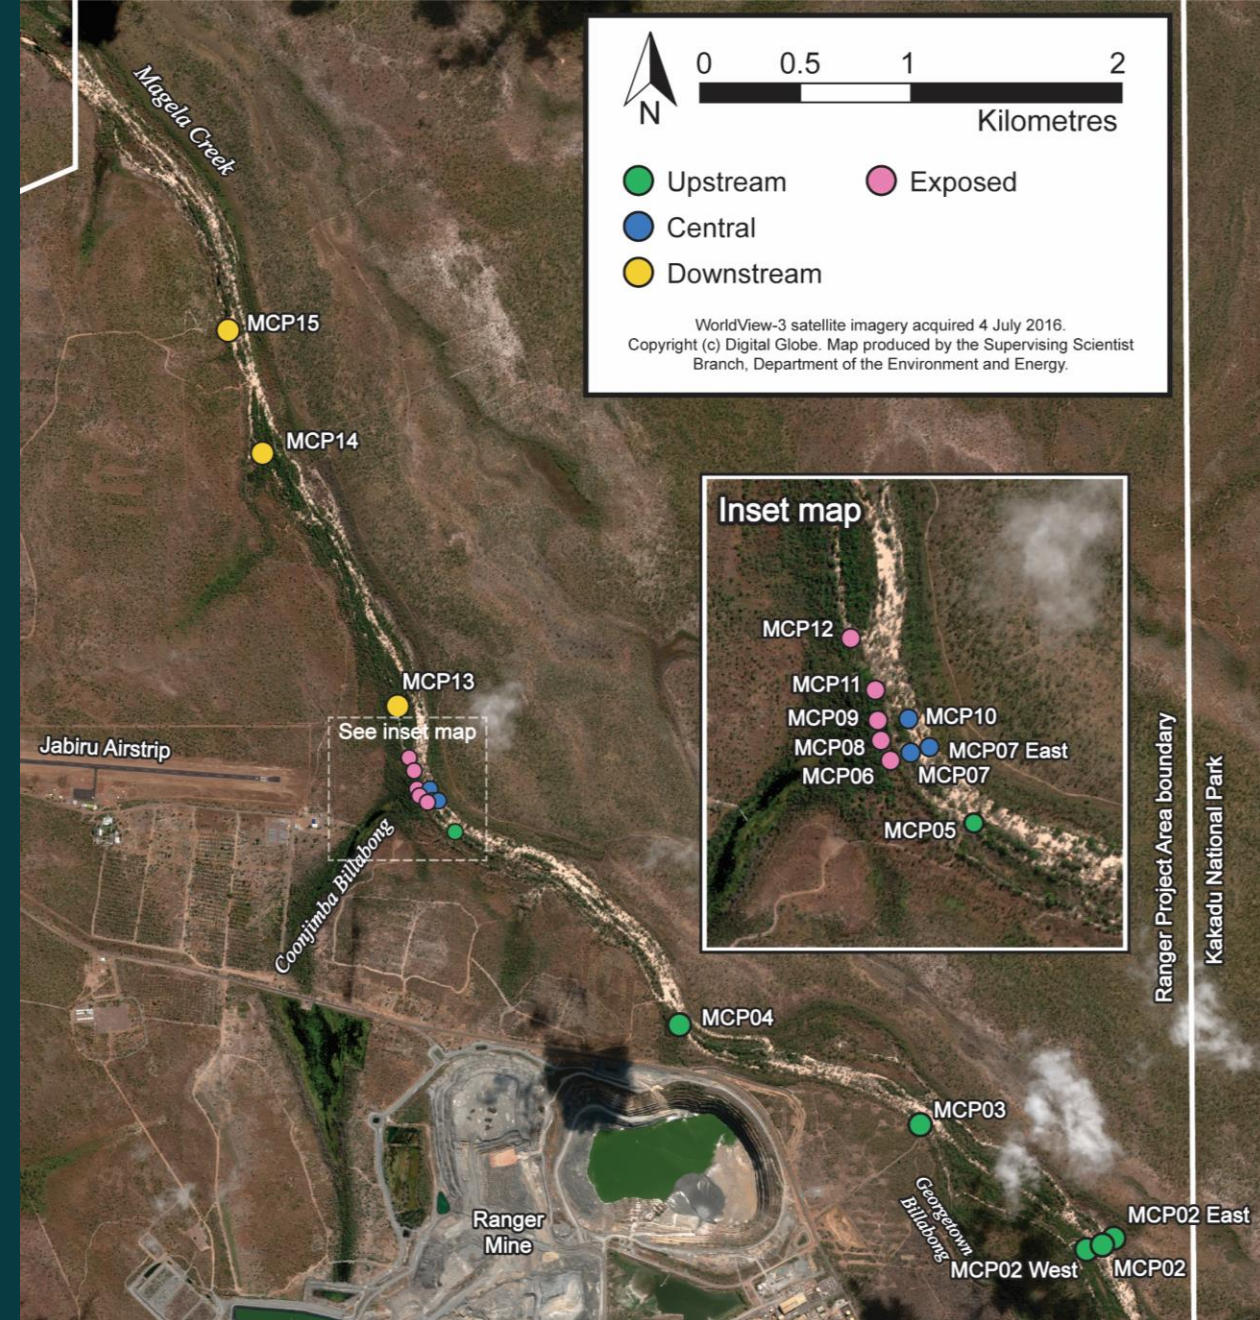 0 0.5 1 2
Kilometres
N
Upstream
Exposed
Central
Downstream
WorldView-3 satellite imagery acquired 4 July 2016.
Copyright (c) Digital Globe. Map produced by the Supervising Scientist
Branch, Department of the Environment and Energy.
Magela Creek
MCP15
MCP14
MCP13
See inset map
Jabiru Airstrip
Coonjimba Billabong
Inset map
MCP12
MCP11
MCP09
MCP10
MCP08
MCP07 East
MCP06
MCP07
MCP05
Ranger Project Area boundary
Kakadu National Park
MCP04
MCP03
Georgetown
Billabong
Ranger
Mine
MCP02 East
MCP02 West
MCP02